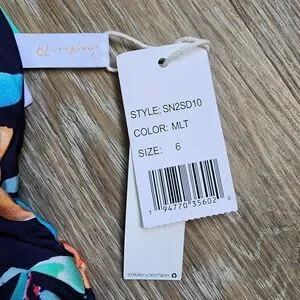 STYLE: SN2SD10
COLOR: MLT
SIZE: 6
1 94770 35602 0
100% Recycled Paper